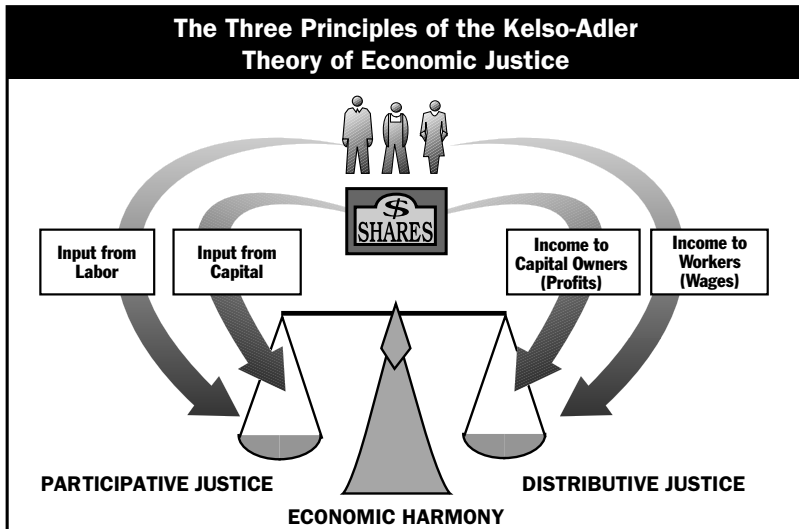 The Three Principles of the Kelso-Adler
Theory of Economic Justice
$
SHARES
Input from
Labor
Input from
Capital
Income to
Capital Owners
(Profits)
Income to
Workers
(Wages)
PARTICIPATIVE JUSTICE
DISTRIBUTIVE JUSTICE
ECONOMIC HARMONY